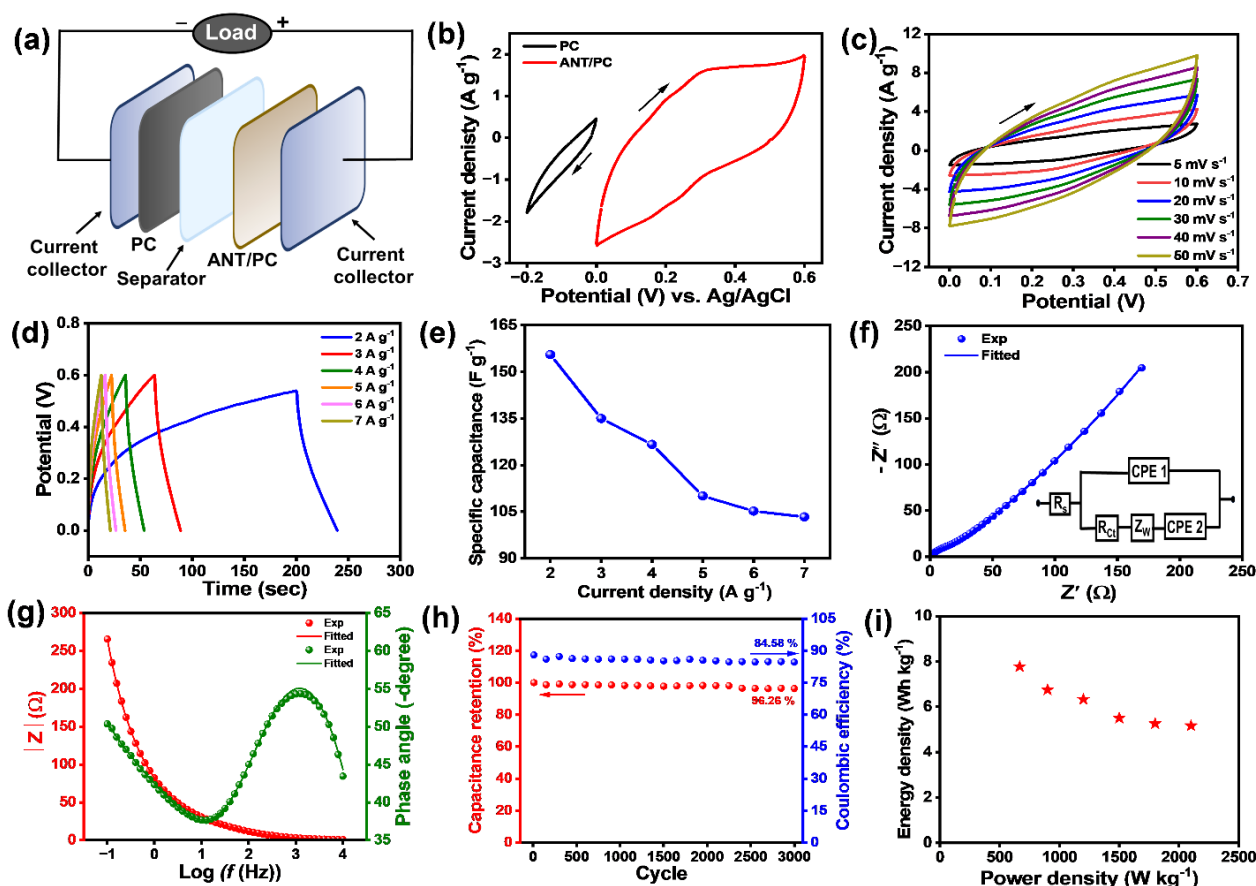 (a)
− Load +
Current
collector
PC
Separator
ANT/PC
Current
collector
(b)
PC
ANT/PC
Current denisty (A g⁻¹)
2
1
0
−1
−2
−3
−0.2 0.0 0.2 0.4 0.6
Potential (V) vs. Ag/AgCl
(c)
Current density (A g⁻¹)
12
8
4
0
−4
−8
−12
5 mV s⁻¹
10 mV s⁻¹
20 mV s⁻¹
30 mV s⁻¹
40 mV s⁻¹
50 mV s⁻¹
0.0 0.1 0.2 0.3 0.4 0.5 0.6 0.7
Potential (V)
(d)
Potential (V)
0.8
0.6
0.4
0.2
0.0
2 A g⁻¹
3 A g⁻¹
4 A g⁻¹
5 A g⁻¹
6 A g⁻¹
7 A g⁻¹
0 50 100 150 200 250 300
Time (sec)
(e)
Specific capacitance (F g⁻¹)
165
150
135
120
105
90
2 3 4 5 6 7
Current density (A g⁻¹)
(f)
- Z″ (Ω)
250
200
150
100
50
0
Exp
Fitted
CPE 1
Rs
RCt
ZW
CPE 2
0 50 100 150 200 250
Z′ (Ω)
(g)
| Z | (Ω)
300
250
200
150
100
50
0
Exp
Fitted
Exp
Fitted
65
60
55
50
45
40
35
Phase angle (-degree)
−1 0 1 2 3 4
Log (f (Hz))
(h)
Capacitance retention (%)
140
120
100
80
60
40
20
0
84.58 %
96.26 %
105
90
75
60
45
30
15
0
Coulombic efficiency (%)
0 500 1000 1500 2000 2500 3000
Cycle
(i)
Energy density (Wh kg⁻¹)
10
8
6
4
2
0
0 500 1000 1500 2000 2500
Power density (W kg⁻¹)